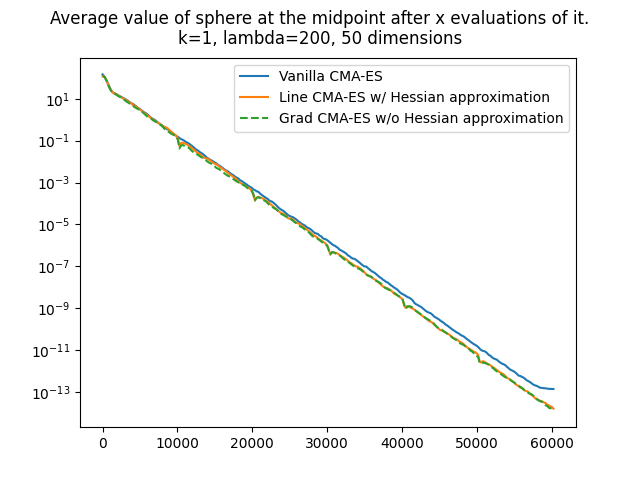 Average value of sphere at the midpoint after x evaluations of it.
k=1, lambda=200, 50 dimensions
Vanilla CMA-ES
Line CMA-ES w/ Hessian approximation
Grad CMA-ES w/o Hessian approximation
10¹
10⁻¹
10⁻³
10⁻⁵
10⁻⁷
10⁻⁹
10⁻¹¹
10⁻¹³
0 10000 20000 30000 40000 50000 60000